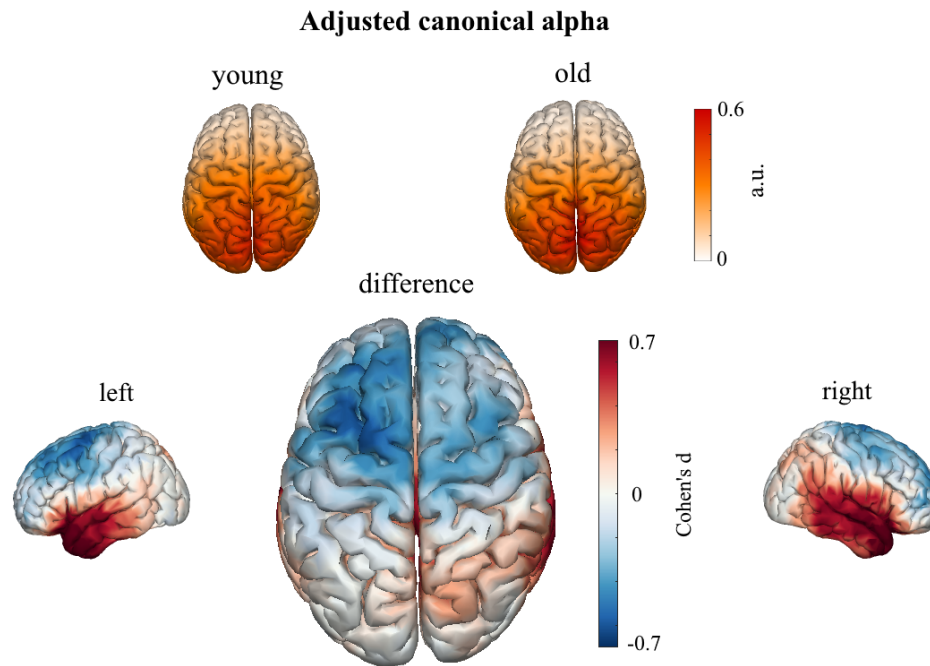 Adjusted canonical alpha
young
old
0.6
a.u.
0
difference
0.7
left
right
Cohen's d
0
-0.7